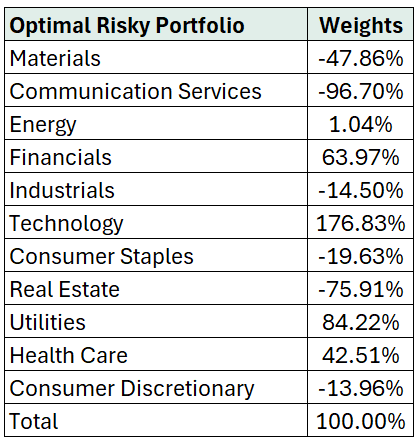 Optimal Risky Portfolio Weights
Materials -47.86%
Communication Services -96.70%
Energy 1.04%
Financials 63.97%
Industrials -14.50%
Technology 176.83%
Consumer Staples -19.63%
Real Estate -75.91%
Utilities 84.22%
Health Care 42.51%
Consumer Discretionary -13.96%
Total 100.00%